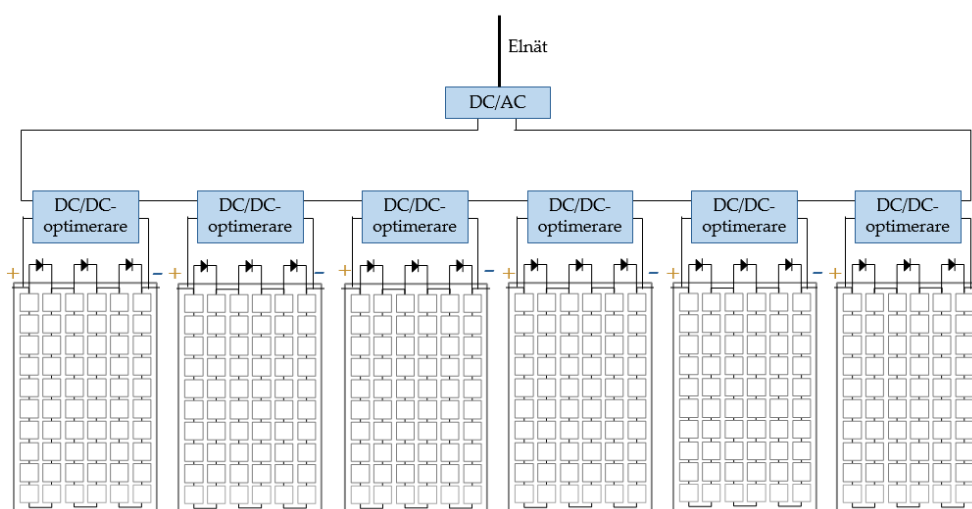 Elnät
DC/AC
DC/DC-
optimerare
DC/DC-
optimerare
DC/DC-
optimerare
DC/DC-
optimerare
DC/DC-
optimerare
DC/DC-
optimerare
+ – + – + – + – + – +